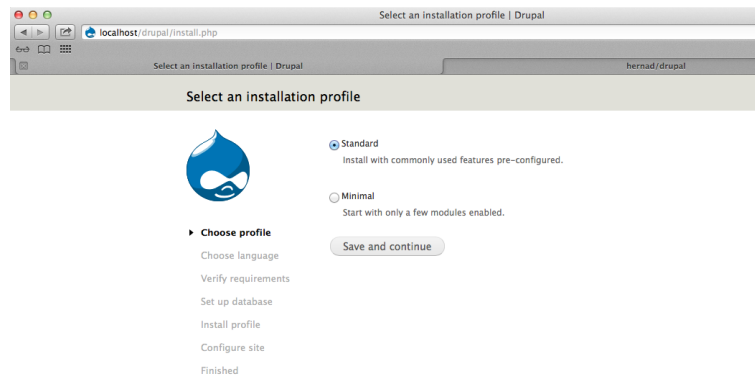 Select an installation profile | Drupal
localhost/drupal/install.php
Select an installation profile | Drupal
hernad/drupal
Select an installation profile
Standard
Install with commonly used features pre-configured.
Minimal
Start with only a few modules enabled.
Save and continue
Choose profile
Choose language
Verify requirements
Set up database
Install profile
Configure site
Finished